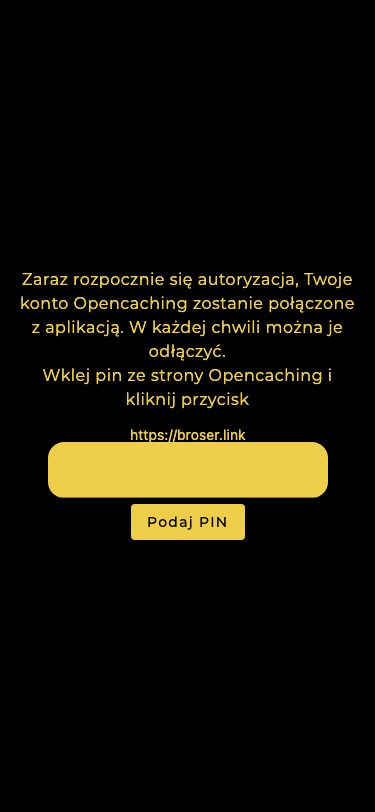 Zaraz rozpocznie się autoryzacja, Twoje
konto Opencaching zostanie połączone
z aplikacją. W każdej chwili można je
odłączyć.
Wklej pin ze strony Opencaching i
kliknij przycisk
https://broser.link
Podaj PIN